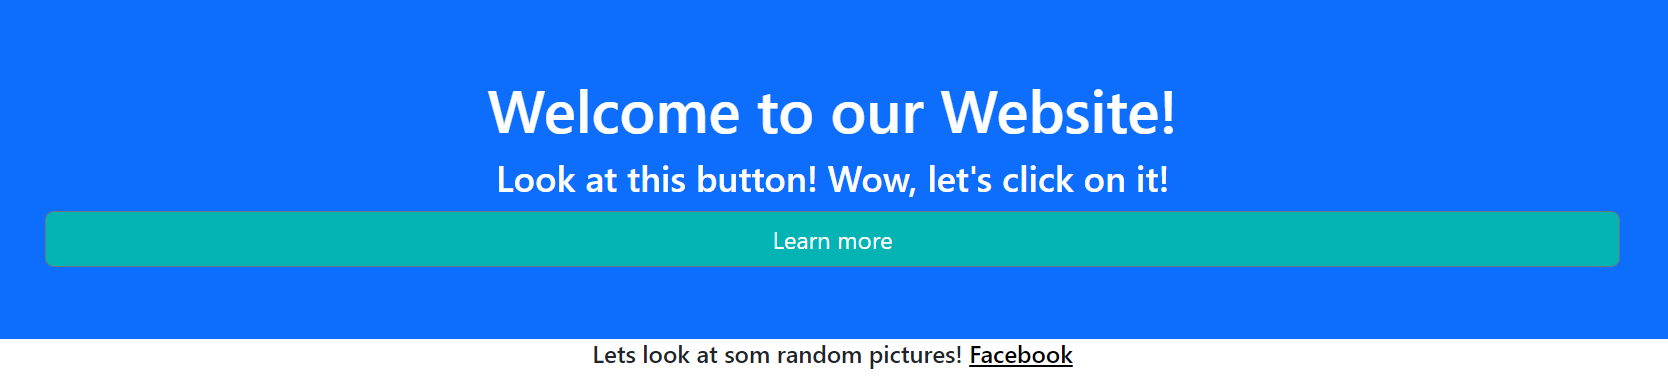 Welcome to our Website!
Look at this button! Wow, let's click on it!
Learn more
Lets look at som random pictures! Facebook